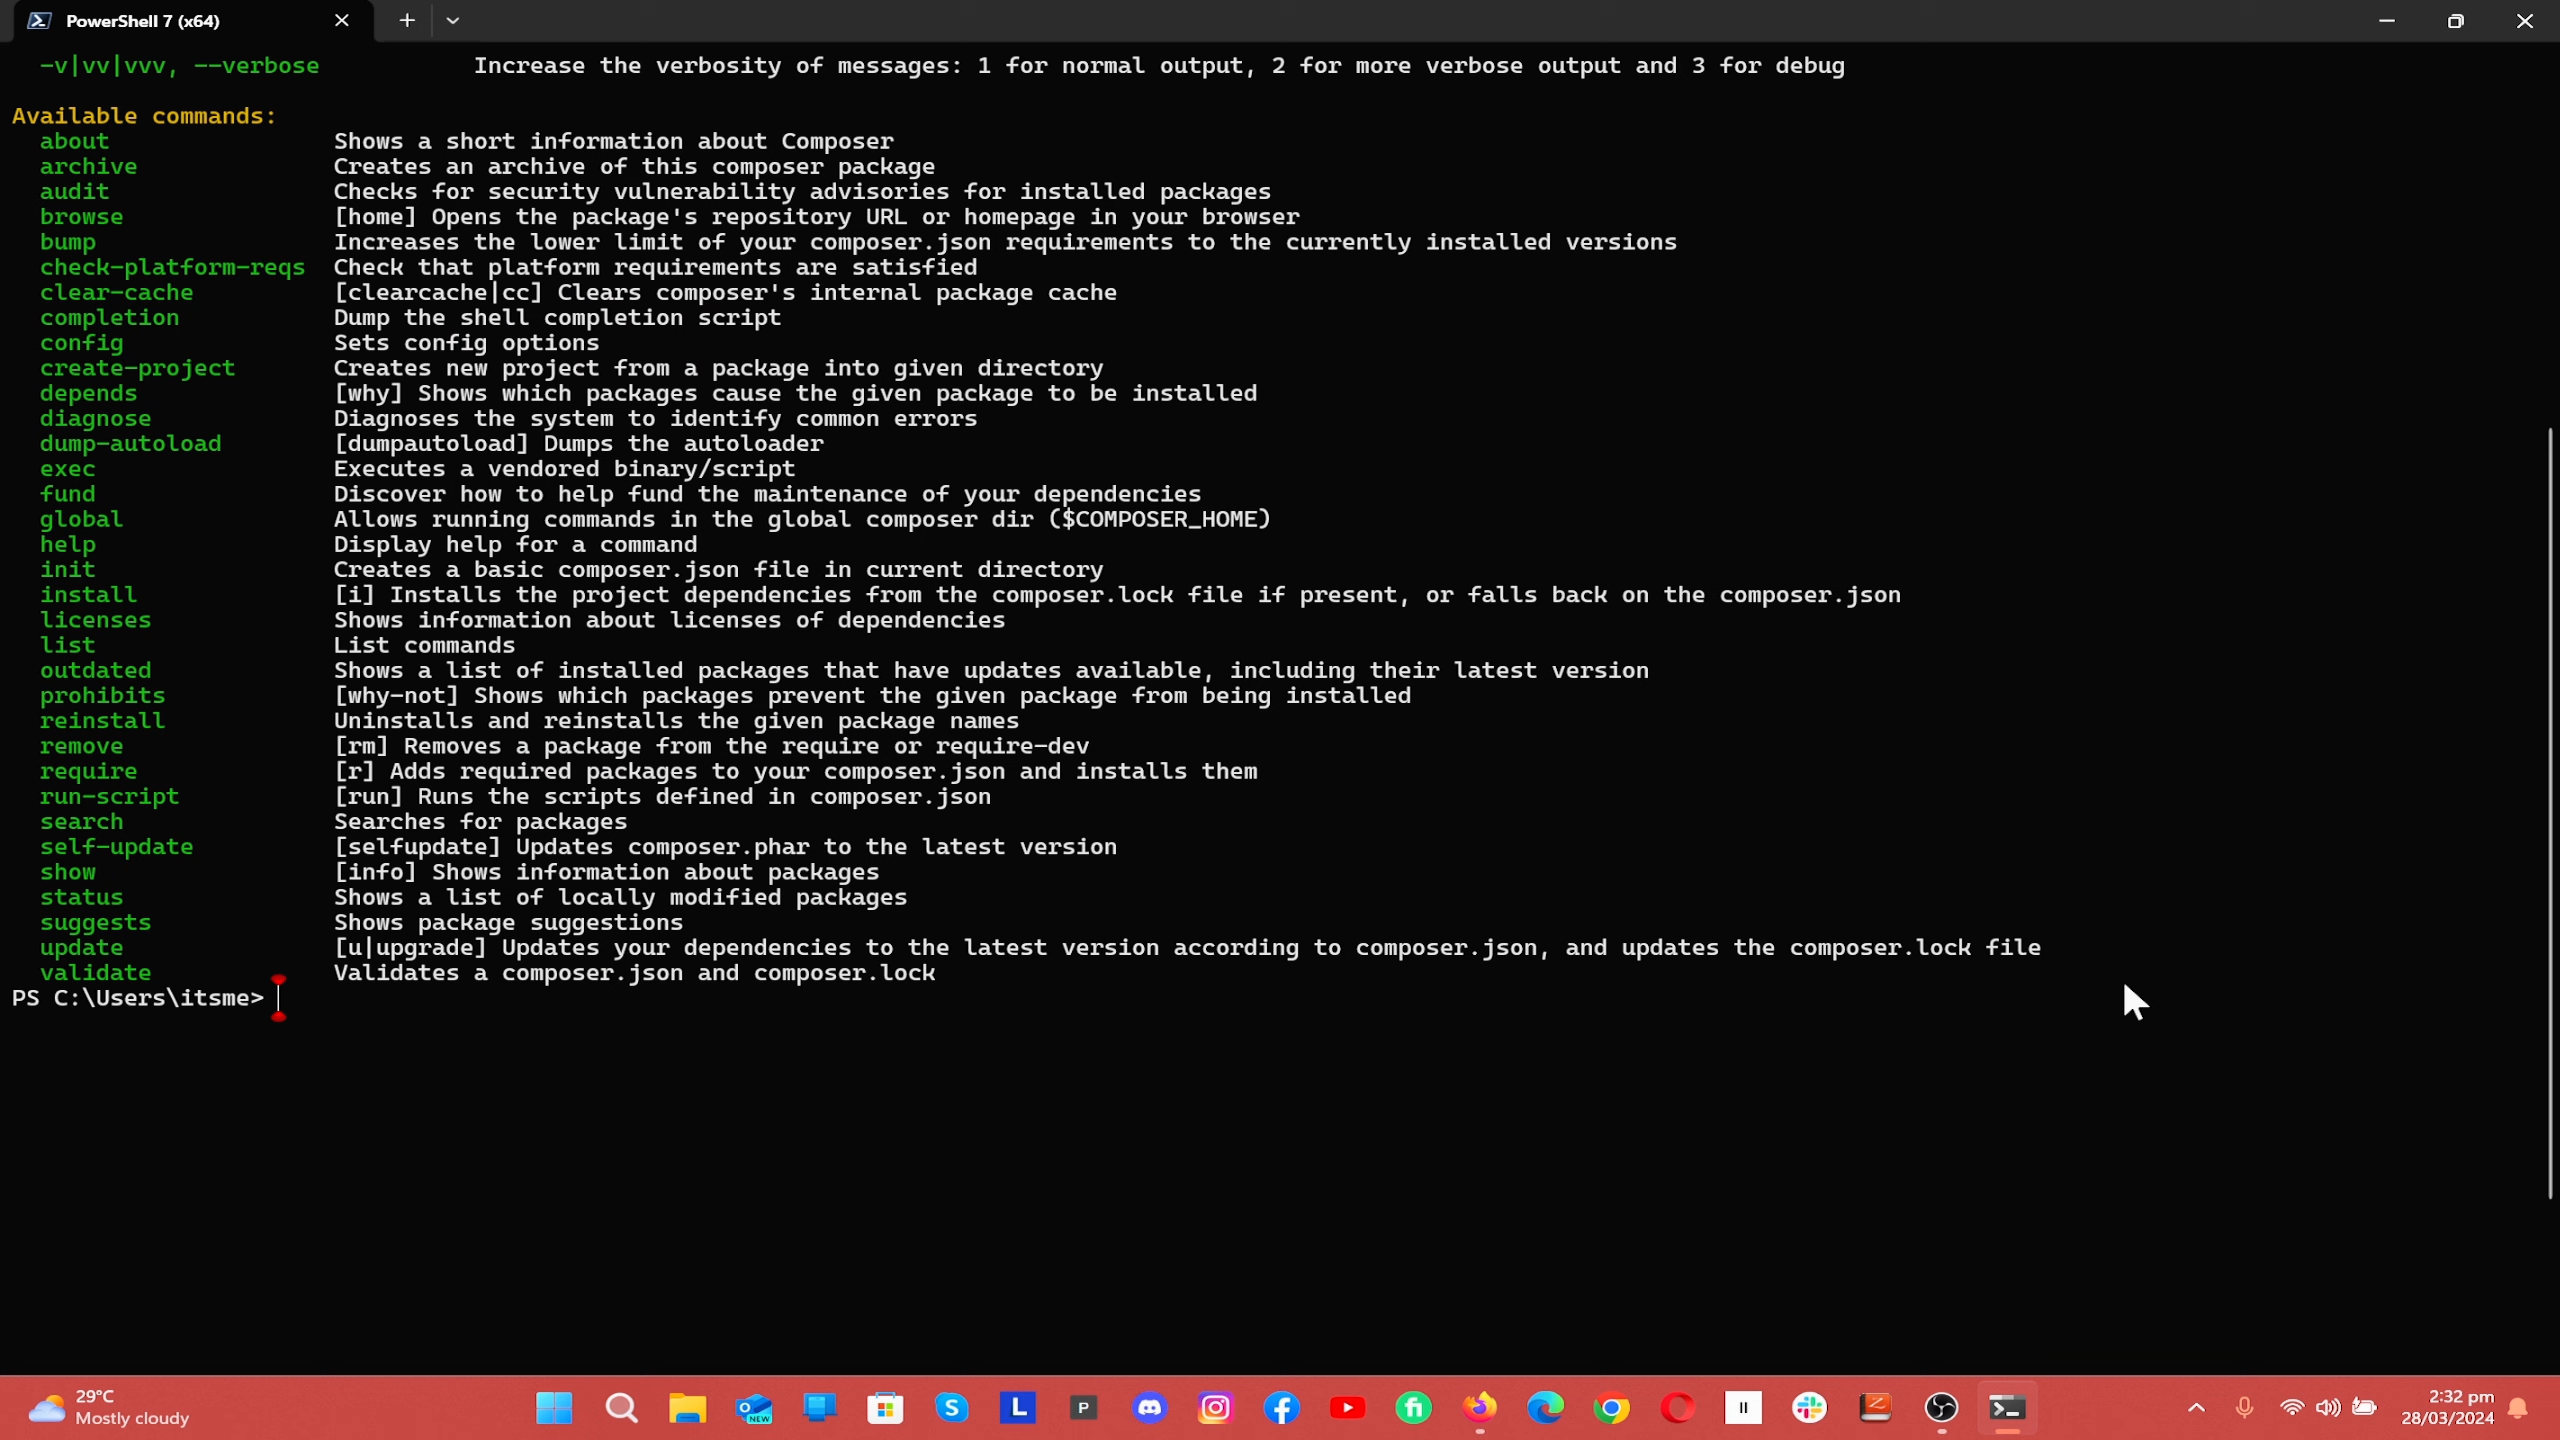 PowerShell 7 (x64)
-v|vv|vvv, --verbose Increase the verbosity of messages: 1 for normal output, 2 for more verbose output and 3 for debug
Available commands:
about Shows a short information about Composer
archive Creates an archive of this composer package
audit Checks for security vulnerability advisories for installed packages
browse [home] Opens the package's repository URL or homepage in your browser
bump Increases the lower limit of your composer.json requirements to the currently installed versions
check-platform-reqs Check that platform requirements are satisfied
clear-cache [clearcache|cc] Clears composer's internal package cache
completion Dump the shell completion script
config Sets config options
create-project Creates new project from a package into given directory
depends [why] Shows which packages cause the given package to be installed
diagnose Diagnoses the system to identify common errors
dump-autoload [dumpautoload] Dumps the autoloader
exec Executes a vendored binary/script
fund Discover how to help fund the maintenance of your dependencies
global Allows running commands in the global composer dir ($COMPOSER_HOME)
help Display help for a command
init Creates a basic composer.json file in current directory
install [i] Installs the project dependencies from the composer.lock file if present, or falls back on the composer.json
licenses Shows information about licenses of dependencies
list List commands
outdated Shows a list of installed packages that have updates available, including their latest version
prohibits [why-not] Shows which packages prevent the given package from being installed
reinstall Uninstalls and reinstalls the given package names
remove [rm] Removes a package from the require or require-dev
require [r] Adds required packages to your composer.json and installs them
run-script [run] Runs the scripts defined in composer.json
search Searches for packages
self-update [selfupdate] Updates composer.phar to the latest version
show [info] Shows information about packages
status Shows a list of locally modified packages
suggests Shows package suggestions
update [u|upgrade] Updates your dependencies to the latest version according to composer.json, and updates the composer.lock file
validate Validates a composer.json and composer.lock
PS C:\Users\itsme>
29°C
Mostly cloudy
NEW
L
P
2:32 pm
28/03/2024